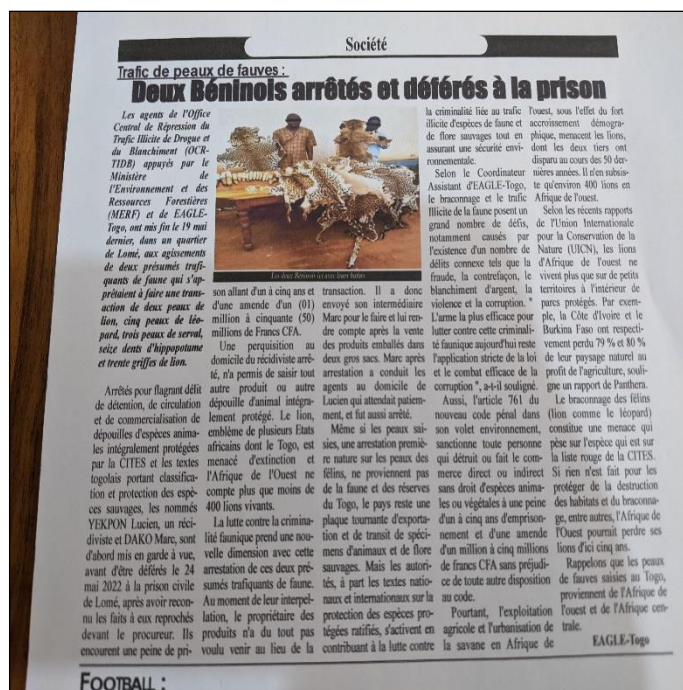 Société
Trafic de peaux de fauves :
Deux Béninois arrêtés et déférés à la prison
Les agents de l'Office
Central de Répression du
Trafic Illicite de Drogue et
du Blanchiment (OCR-
TIDB) appuyés par le
Ministère de
l'Environnement et des
Ressources Forestières
(MERF) et de EAGLE-
Togo, ont mis fin le 19 mai
dernier, dans un quartier
de Lomé, aux agissements
de deux présumés trafi-
quants de faune qui s'ap-
prêtaient à faire une trans-
action de deux peaux de
lion, cinq peaux de léo-
pard, trois peaux de serval,
seize dents d'hippopotame
et trente griffes de lion.
Arrêtés pour flagrant délit
de détention, de circulation
et de commercialisation de
dépouilles d'espèces anima-
les intégralement protégées
par la CITES et les textes
togolais portant classifica-
tion et protection des espè-
ces sauvages, les nommés
YEKPON Lucien, un réci-
diviste et DAKO Marc, sont
d'abord mis en garde à vue,
avant d'être déférés le 24
mai 2022 à la prison civile
de Lomé, après avoir recon-
nu les faits à eux reprochés
devant le procureur. Ils
encourent une peine de pri-
Les deux Béninois ici avec leurs butins
son allant d'un à cinq ans et
d'une amende d'un (01)
million à cinquante (50)
millions de Francs CFA.
Une perquisition au
domicile du récidiviste arrê-
té, n'a permis de saisir tout
autre produit ou autre
dépouille d'animal intégra-
lement protégé. Le lion,
emblème de plusieurs Etats
africains dont le Togo, est
menacé d'extinction et
l'Afrique de l'Ouest ne
compte plus que moins de
400 lions vivants.
La lutte contre la crimina-
lité faunique prend une nou-
velle dimension avec cette
arrestation de ces deux pré-
sumés trafiquants de faune.
Au moment de leur interpel-
lation, le propriétaire des
produits n'a du tout pas
voulu venir au lieu de la
transaction. Il a donc
envoyé son intermédiaire
Marc pour le faire et lui ren-
dre compte après la vente
des produits emballés dans
deux gros sacs. Marc après
arrestation a conduit les
agents au domicile de
Lucien qui attendait patiem-
ment, et fut aussi arrêté.
Même si les peaux sai-
sies, une arrestation premiè-
re nature sur les peaux des
félins, ne proviennent pas
de la faune et des réserves
du Togo, le pays reste une
plaque tournante d'exporta-
tion et de transit de spéci-
mens d'animaux et de flore
sauvages. Mais les autori-
tés, à part les textes natio-
naux et internationaux sur la
protection des espèces pro-
tégées ratifiés, s'activent en
contribuant à la lutte contre
la criminalité liée au trafic
illicite d'espèces de faune et
de flore sauvages tout en
assurant une sécurité envi-
ronnementale.
Selon le Coordinateur
Assistant d'EAGLE-Togo,
le braconnage et le trafic
Illicite de la faune posent un
grand nombre de défis,
notamment causés par
l'existence d'un nombre de
délits connexe tels que la
fraude, la contrefaçon, le
blanchiment d'argent, la
violence et la corruption. "
L'arme la plus efficace pour
lutter contre cette criminali-
té faunique aujourd'hui reste
l'application stricte de la loi
et le combat efficace de la
corruption ", a-t-il souligné.
Aussi, l'article 761 du
nouveau code pénal dans
son volet environnement,
sanctionne toute personne
qui détruit ou fait le com-
merce direct ou indirect
sans droit d'espèces anima-
les ou végétales à une peine
d'un à cinq ans d'emprison-
nement et d'une amende
d'un million à cinq millions
de francs CFA sans préjudi-
ce de toute autre disposition
au code.
Pourtant, l'exploitation
agricole et l'urbanisation de
la savane en Afrique de
l'ouest, sous l'effet du fort
accroissement démogra-
phique, menacent les lions,
dont les deux tiers ont
disparu au cours des 50 der-
nières années. Il n'en subsis-
te qu'environ 400 lions en
Afrique de l'ouest.
Selon les récents rapports
de l'Union Internationale
pour la Conservation de la
Nature (UICN), les lions
d'Afrique de l'ouest ne
vivent plus que sur de petits
territoires à l'intérieur de
parcs protégés. Par exem-
ple, la Côte d'Ivoire et le
Burkina Faso ont respecti-
vement perdu 79 % et 80 %
de leur paysage naturel au
profit de l'agriculture, souli-
gne un rapport de Panthera.
Le braconnage des félins
(lion comme le léopard)
constitue une menace qui
pèse sur l'espèce qui est sur
la liste rouge de la CITES.
Si rien n'est fait pour les
protéger de la destruction
des habitats et du braconna-
ge, entre autres, l'Afrique de
l'Ouest pourrait perdre ses
lions d'ici cinq ans.
Rappelons que les peaux
de fauves saisies au Togo,
proviennent de l'Afrique de
l'ouest et de l'Afrique cen-
trale.
EAGLE-Togo
FOOTBALL :